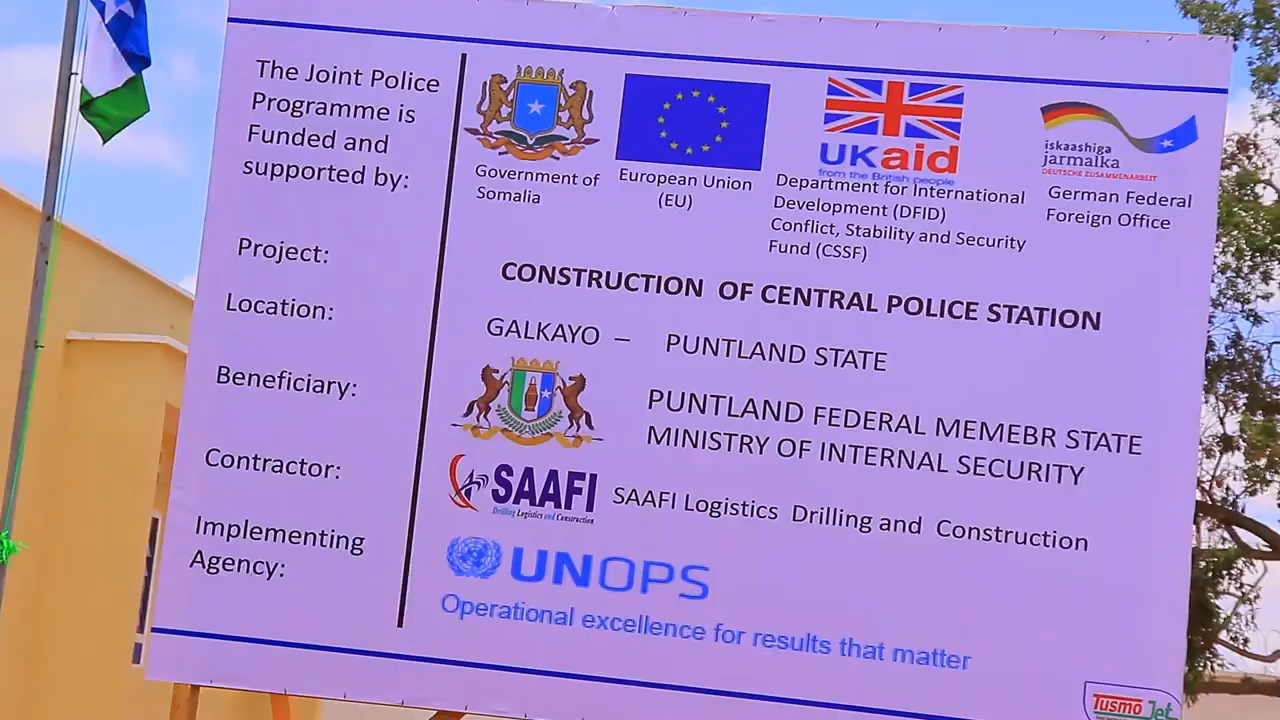 The Joint Police
Programme is
Funded and
supported by:
Government of
Somalia
European Union
(EU)
UKaid
from the British people
Department for International
Development (DFID)
Conflict, Stability and Security
Fund (CSSF)
iskaashiga
jarmalka
DEUTSCHE ZUSAMMENARBEIT
German Federal
Foreign Office
Project:
CONSTRUCTION OF CENTRAL POLICE STATION
Location:
GALKAYO – PUNTLAND STATE
Beneficiary:
PUNTLAND FEDERAL MEMEBR STATE
MINISTRY OF INTERNAL SECURITY
Contractor:
SAAFI
Drilling Logistics and Construction
SAAFI Logistics Drilling and Construction
Implementing
Agency:
UNOPS
Operational excellence for results that matter
Tusmo Jet